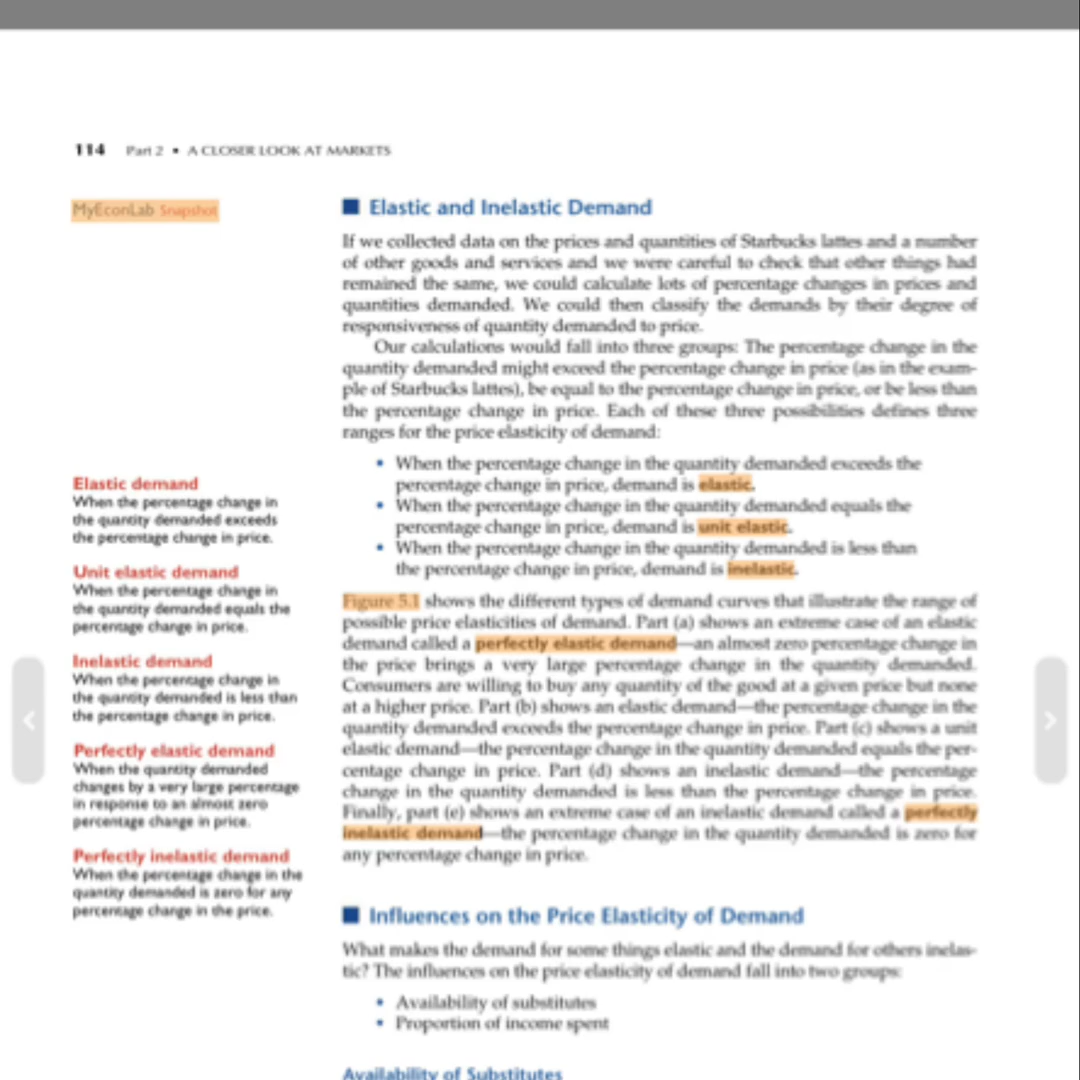 114 Part 2 • A CLOSER LOOK AT MARKETS
MyEconLab Snapshot
■ Elastic and Inelastic Demand
If we collected data on the prices and quantities of Starbucks lattes and a number
of other goods and services and we were careful to check that other things had
remained the same, we could calculate lots of percentage changes in prices and
quantities demanded. We could then classify the demands by their degree of
responsiveness of quantity demanded to price.
Our calculations would fall into three groups: The percentage change in the
quantity demanded might exceed the percentage change in price (as in the exam-
ple of Starbucks lattes), be equal to the percentage change in price, or be less than
the percentage change in price. Each of these three possibilities defines three
ranges for the price elasticity of demand:
• When the percentage change in the quantity demanded exceeds the
percentage change in price, demand is elastic.
• When the percentage change in the quantity demanded equals the
percentage change in price, demand is unit elastic.
• When the percentage change in the quantity demanded is less than
the percentage change in price, demand is inelastic.
Elastic demand
When the percentage change in
the quantity demanded exceeds
the percentage change in price.
Unit elastic demand
When the percentage change in
the quantity demanded equals the
percentage change in price.
Inelastic demand
When the percentage change in
the quantity demanded is less than
the percentage change in price.
Perfectly elastic demand
When the quantity demanded
changes by a very large percentage
in response to an almost zero
percentage change in price.
Perfectly inelastic demand
When the percentage change in the
quantity demanded is zero for any
percentage change in the price.
Figure 5.1 shows the different types of demand curves that illustrate the range of
possible price elasticities of demand. Part (a) shows an extreme case of an elastic
demand called a perfectly elastic demand—an almost zero percentage change in
the price brings a very large percentage change in the quantity demanded.
Consumers are willing to buy any quantity of the good at a given price but none
at a higher price. Part (b) shows an elastic demand—the percentage change in the
quantity demanded exceeds the percentage change in price. Part (c) shows a unit
elastic demand—the percentage change in the quantity demanded equals the per-
centage change in price. Part (d) shows an inelastic demand—the percentage
change in the quantity demanded is less than the percentage change in price.
Finally, part (e) shows an extreme case of an inelastic demand called a perfectly
inelastic demand—the percentage change in the quantity demanded is zero for
any percentage change in price.
■ Influences on the Price Elasticity of Demand
What makes the demand for some things elastic and the demand for others inelas-
tic? The influences on the price elasticity of demand fall into two groups:
• Availability of substitutes
• Proportion of income spent
Availability of Substitutes